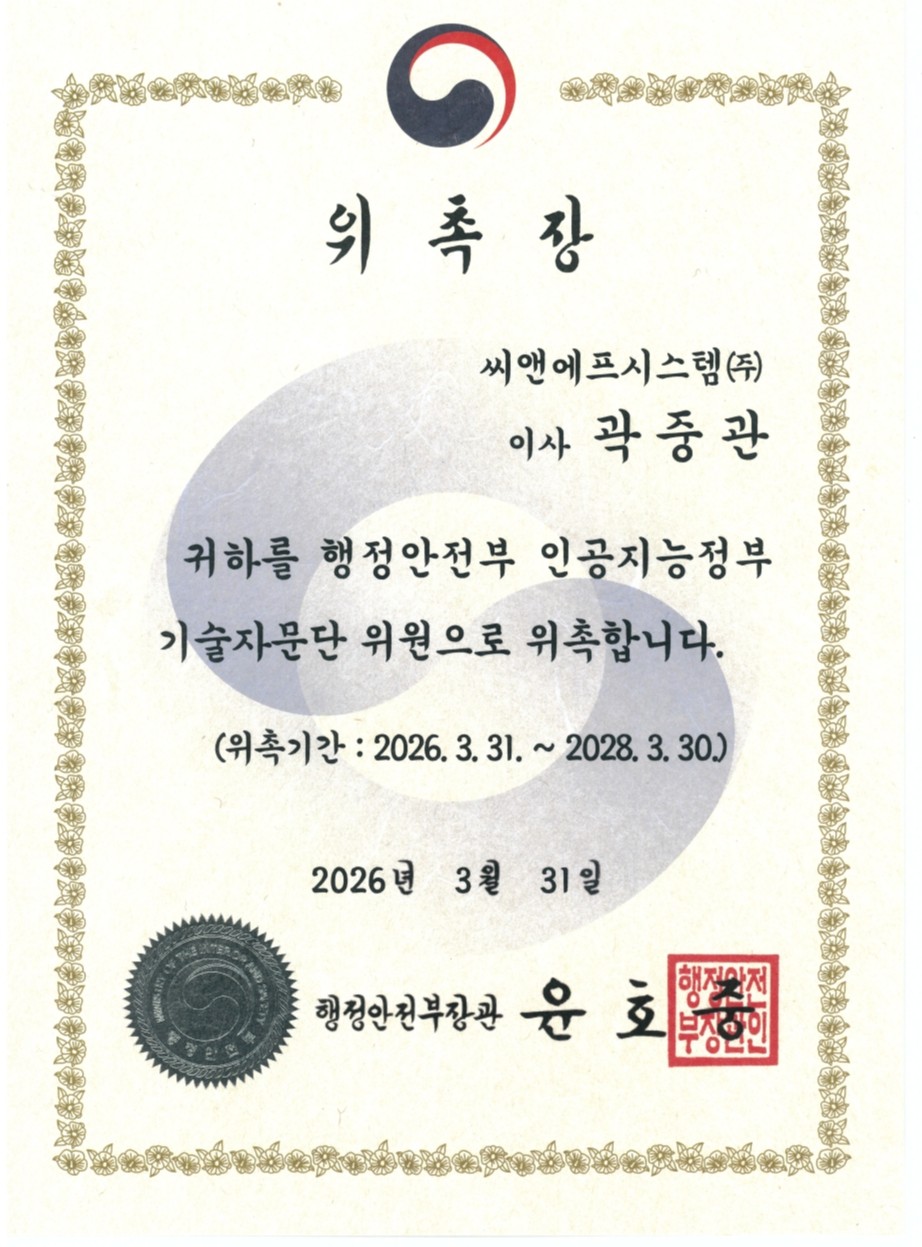 위 촉 장
씨앤에프시스템㈜
이사 곽 중 관
귀하를 행정안전부 인공지능정부
기술자문단 위원으로 위촉합니다.
(위촉기간 : 2026. 3. 31. ~ 2028. 3. 30.)
2026년 3월 31일
행정안전부장관 윤 호 중
행정안전
부장관인